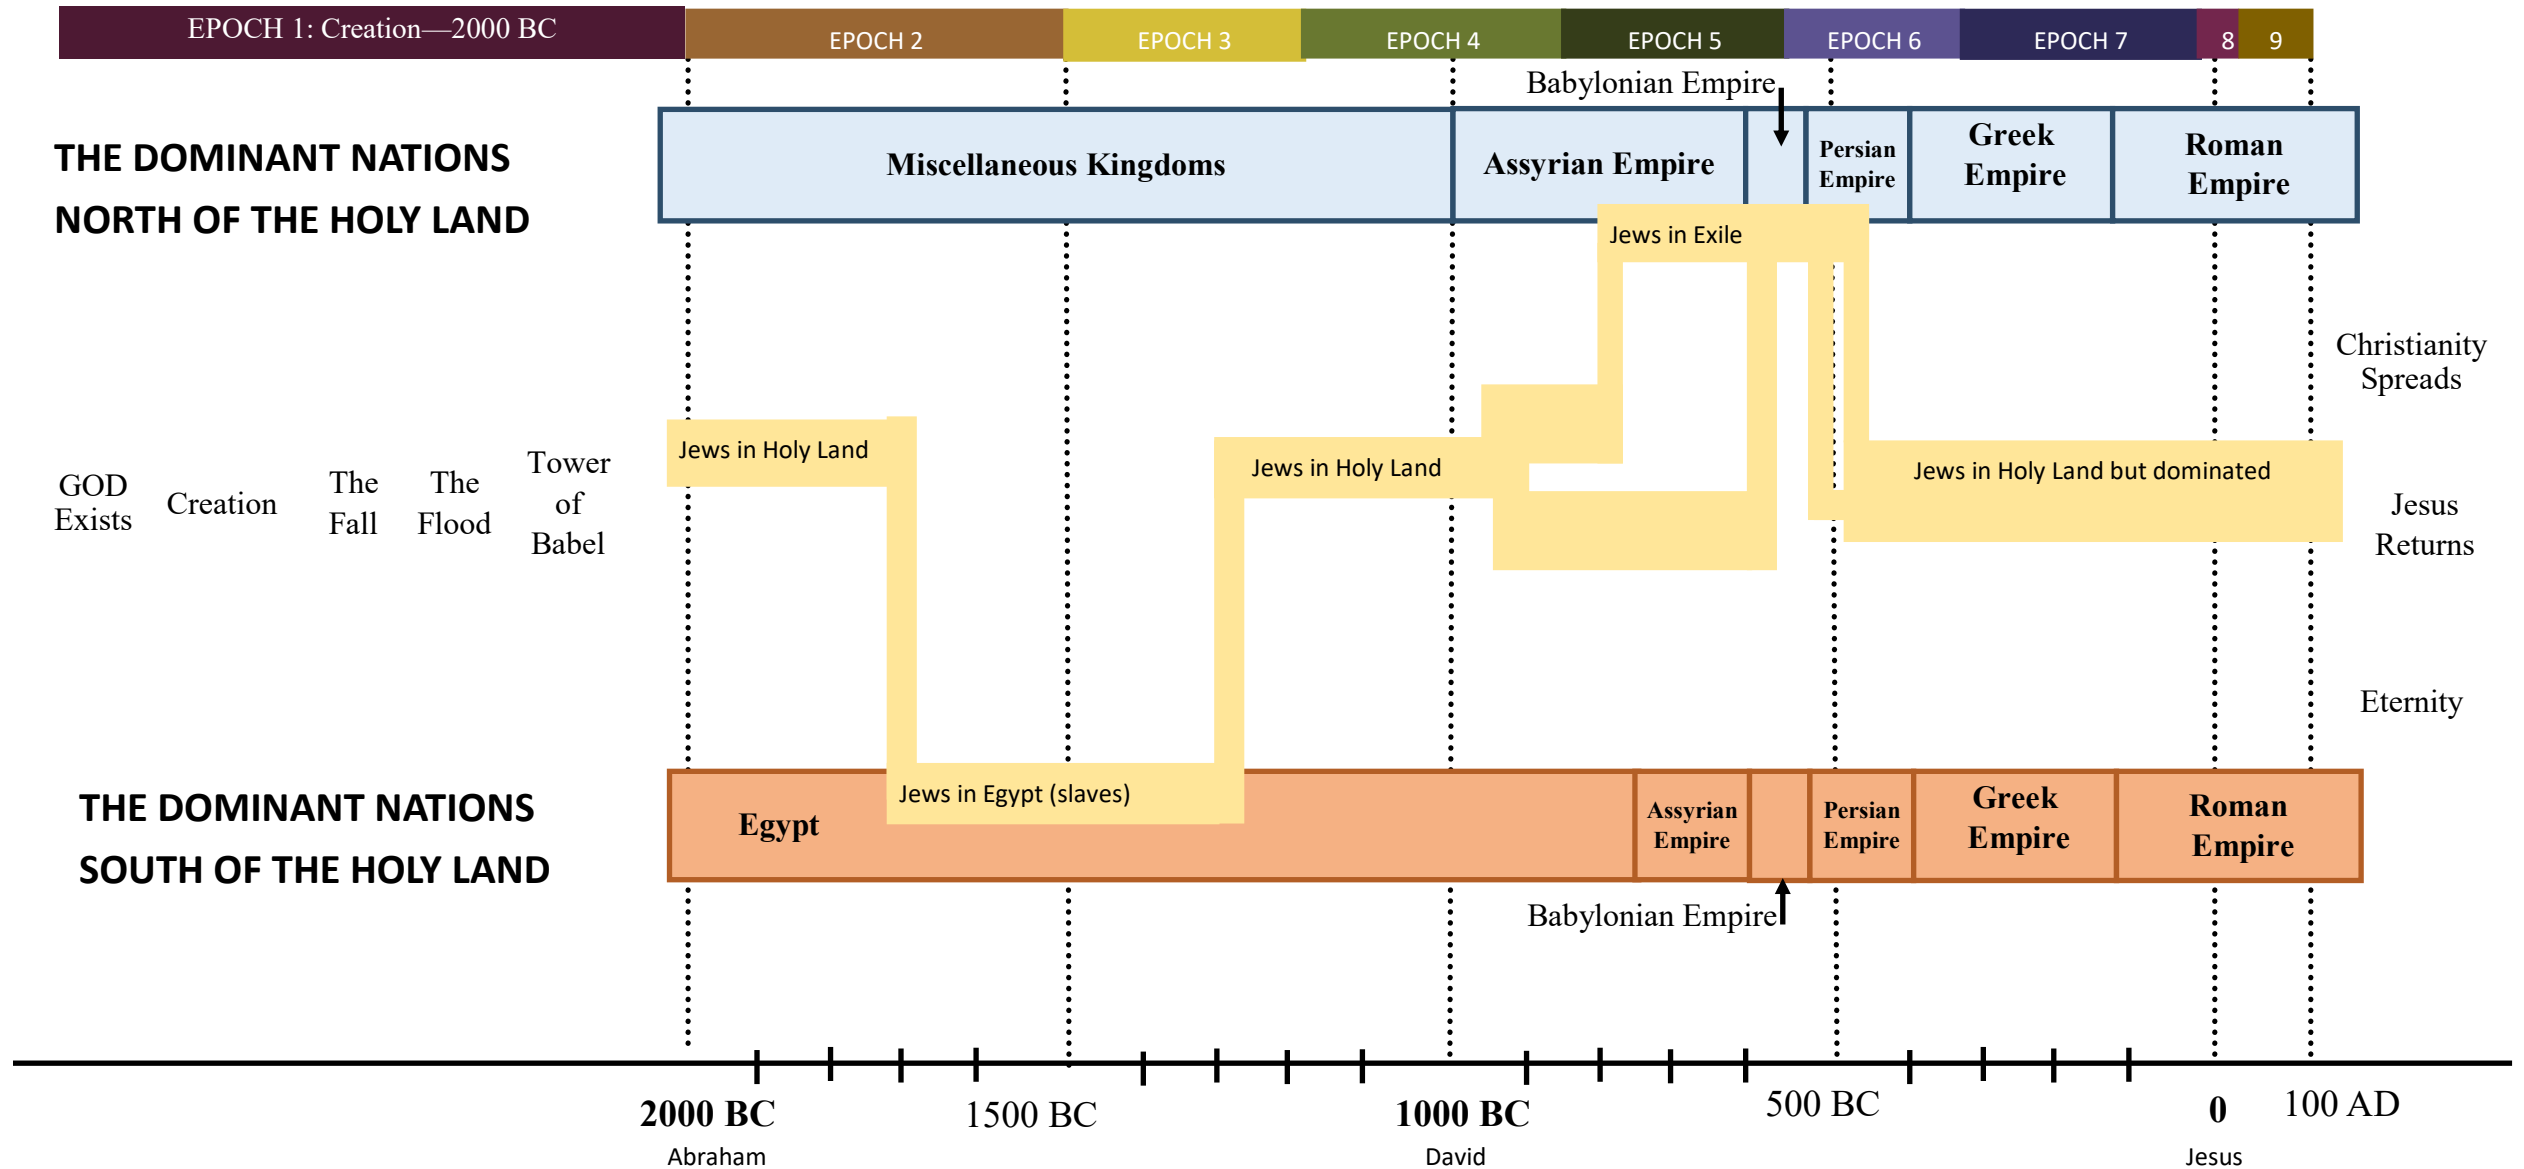 EPOCH 1: Creation—2000 BC
EPOCH 2
EPOCH 3
EPOCH 4
EPOCH 5
EPOCH 6
EPOCH 7
8
9
Babylonian Empire
THE DOMINANT NATIONS
NORTH OF THE HOLY LAND
Miscellaneous Kingdoms
Assyrian Empire
Persian
Empire
Greek
Empire
Roman
Empire
Jews in Exile
Christianity
Spreads
GOD
Exists
Creation
The
Fall
The
Flood
Tower
of
Babel
Jews in Holy Land
Jews in Holy Land
Jews in Holy Land but dominated
Jesus
Returns
Eternity
THE DOMINANT NATIONS
SOUTH OF THE HOLY LAND
Egypt
Jews in Egypt (slaves)
Assyrian
Empire
Persian
Empire
Greek
Empire
Roman
Empire
Babylonian Empire
2000 BC
Abraham
1500 BC
1000 BC
David
500 BC
0
Jesus
100 AD